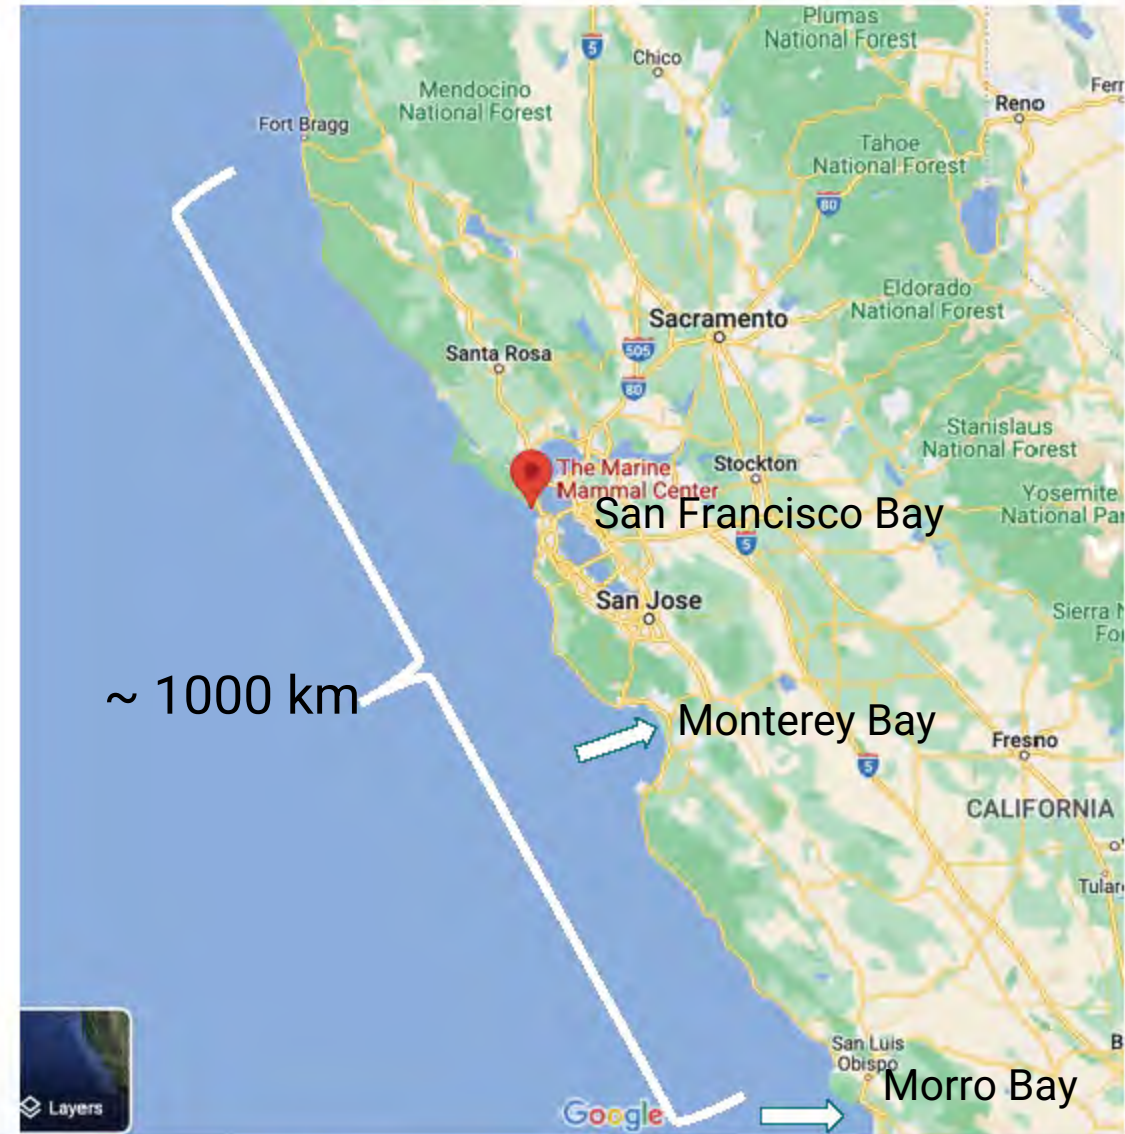 Plumas
National Forest
5
Chico
Mendocino
National Forest
Reno
Fort Bragg
Tahoe
National Forest
80
Eldorado
National Forest
Sacramento
Santa Rosa
505
80
Stanislaus
National Forest
The Marine
Mammal Center
Stockton
San Francisco Bay
Yosemite
National Par
5
San Jose
Sierra N
For
~ 1000 km
Monterey Bay
Fresno
5
CALIFORNIA
Tular
San Luis
Obispo
B
Morro Bay
Layers
Google